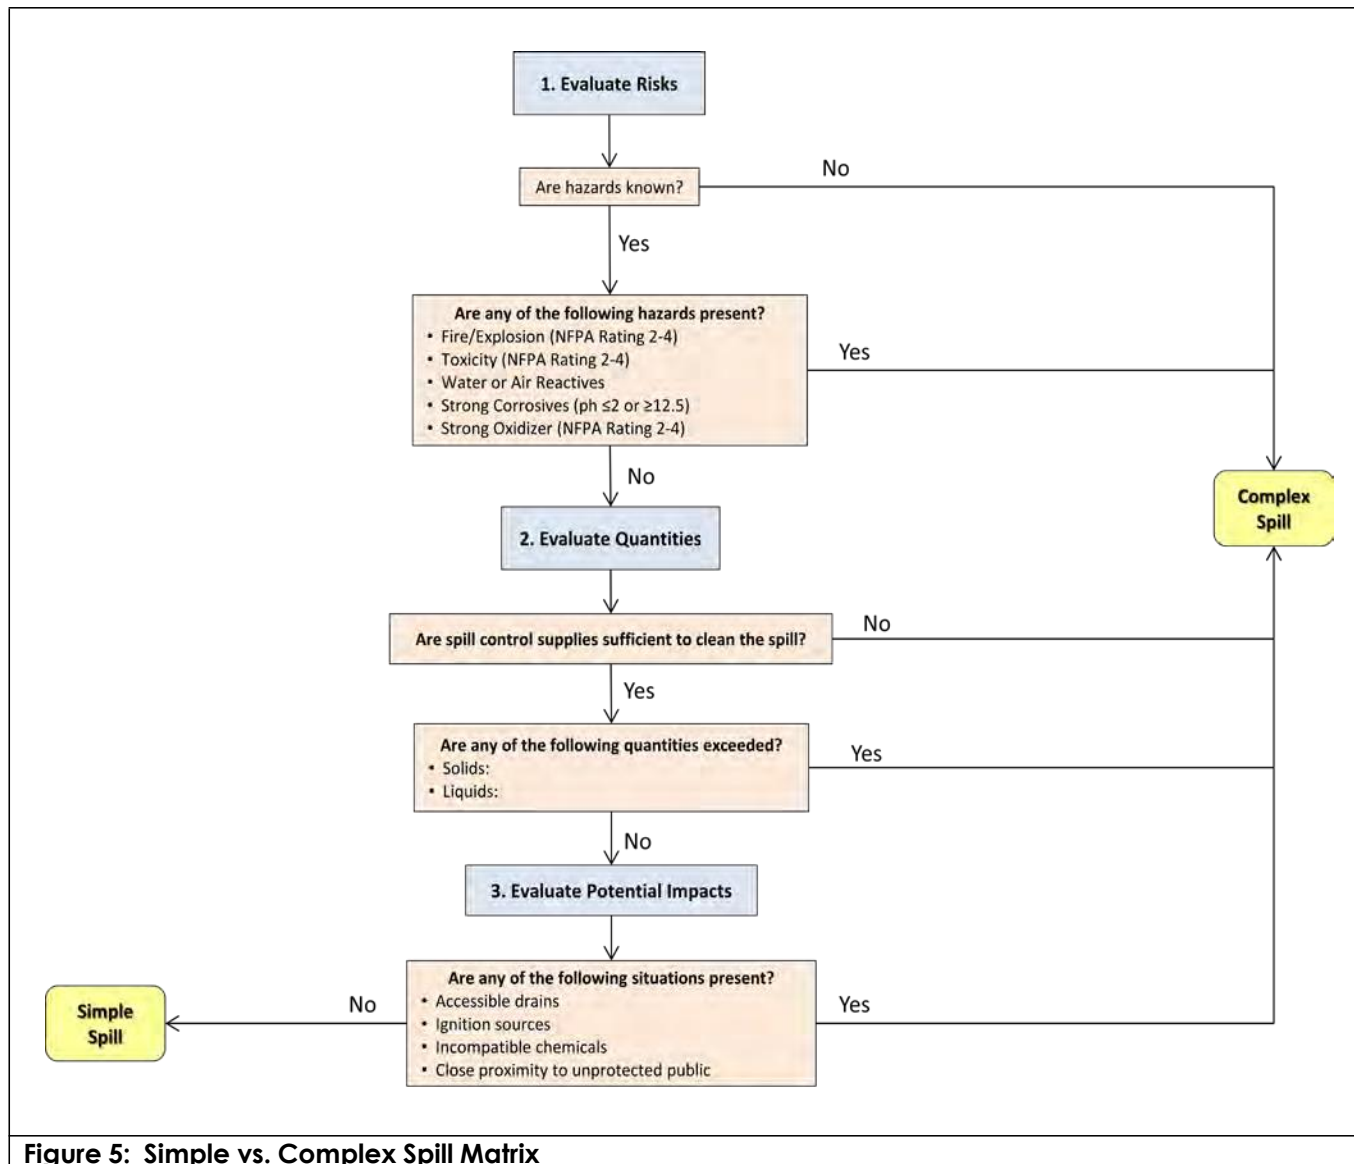 1. Evaluate Risks
Are hazards known?
No
Yes
Are any of the following hazards present?
• Fire/Explosion (NFPA Rating 2-4)
• Toxicity (NFPA Rating 2-4)
• Water or Air Reactives
• Strong Corrosives (ph ≤2 or ≥12.5)
• Strong Oxidizer (NFPA Rating 2-4)
Yes
No
Complex
Spill
2. Evaluate Quantities
Are spill control supplies sufficient to clean the spill?
No
Yes
Are any of the following quantities exceeded?
• Solids:
• Liquids:
Yes
No
3. Evaluate Potential Impacts
Are any of the following situations present?
• Accessible drains
• Ignition sources
• Incompatible chemicals
• Close proximity to unprotected public
Yes
No
Simple
Spill
Figure 5: Simple vs. Complex Spill Matrix